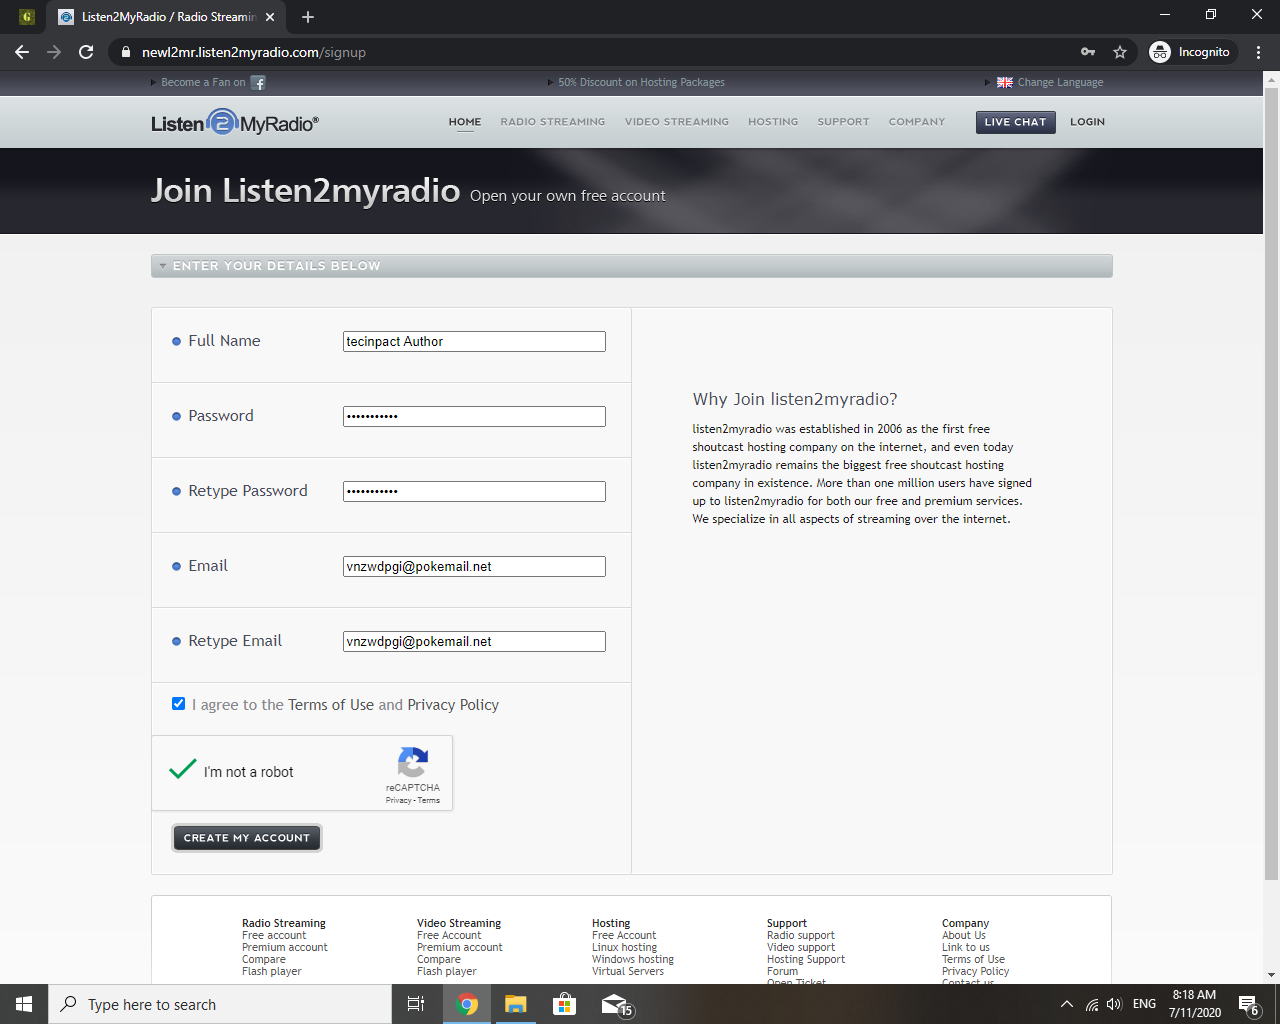 Listen2MyRadio / Radio Streamin
newl2mr.listen2myradio.com/signup
Incognito
Become a Fan on
50% Discount on Hosting Packages
Change Language
Listen2MyRadio®
HOME RADIO STREAMING VIDEO STREAMING HOSTING SUPPORT COMPANY LIVE CHAT LOGIN
Join Listen2myradio Open your own free account
ENTER YOUR DETAILS BELOW
Full Name tecinpact Author
Password
Retype Password
Email vnzwdpgi@pokemail.net
Retype Email vnzwdpgi@pokemail.net
I agree to the Terms of Use and Privacy Policy
I'm not a robot
reCAPTCHA
Privacy - Terms
CREATE MY ACCOUNT
Why Join listen2myradio?
listen2myradio was established in 2006 as the first free
shoutcast hosting company on the internet, and even today
listen2myradio remains the biggest free shoutcast hosting
company in existence. More than one million users have signed
up to listen2myradio for both our free and premium services.
We specialize in all aspects of streaming over the internet.
Radio Streaming
Free account
Premium account
Compare
Flash player
Video Streaming
Free Account
Premium account
Compare
Flash player
Hosting
Free Account
Linux hosting
Windows hosting
Virtual Servers
Support
Radio support
Video support
Hosting Support
Forum
Open Ticket
Company
About Us
Link to us
Terms of Use
Privacy Policy
Contact us
Type here to search
15
ENG
8:18 AM
7/11/2020
6